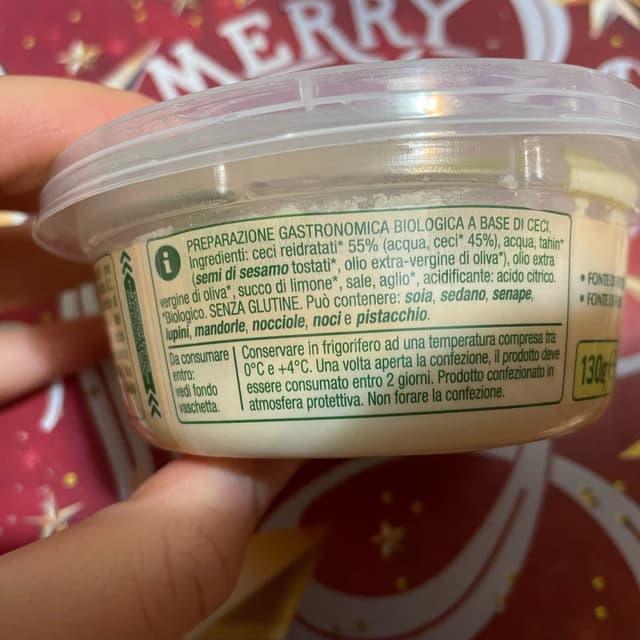 MERRY
i
PREPARAZIONE GASTRONOMICA BIOLOGICA A BASE DI CECI.
Ingredienti: ceci reidratati* 55% (acqua, ceci* 45%), acqua, tahin*
(semi di sesamo tostati*, olio extra-vergine di oliva*), olio extra
vergine di oliva*, succo di limone*, sale, aglio*, acidificante: acido citrico.
*Biologico. SENZA GLUTINE. Può contenere: soia, sedano, senape,
lupini, mandorle, nocciole, noci e pistacchio.
Da consumare
entro:
vedi fondo
vaschetta.
Conservare in frigorifero ad una temperatura compresa tra
0°C e +4°C. Una volta aperta la confezione, il prodotto deve
essere consumato entro 2 giorni. Prodotto confezionato in
atmosfera protettiva. Non forare la confezione.
• FONTE DI
• FONTE DI
130g